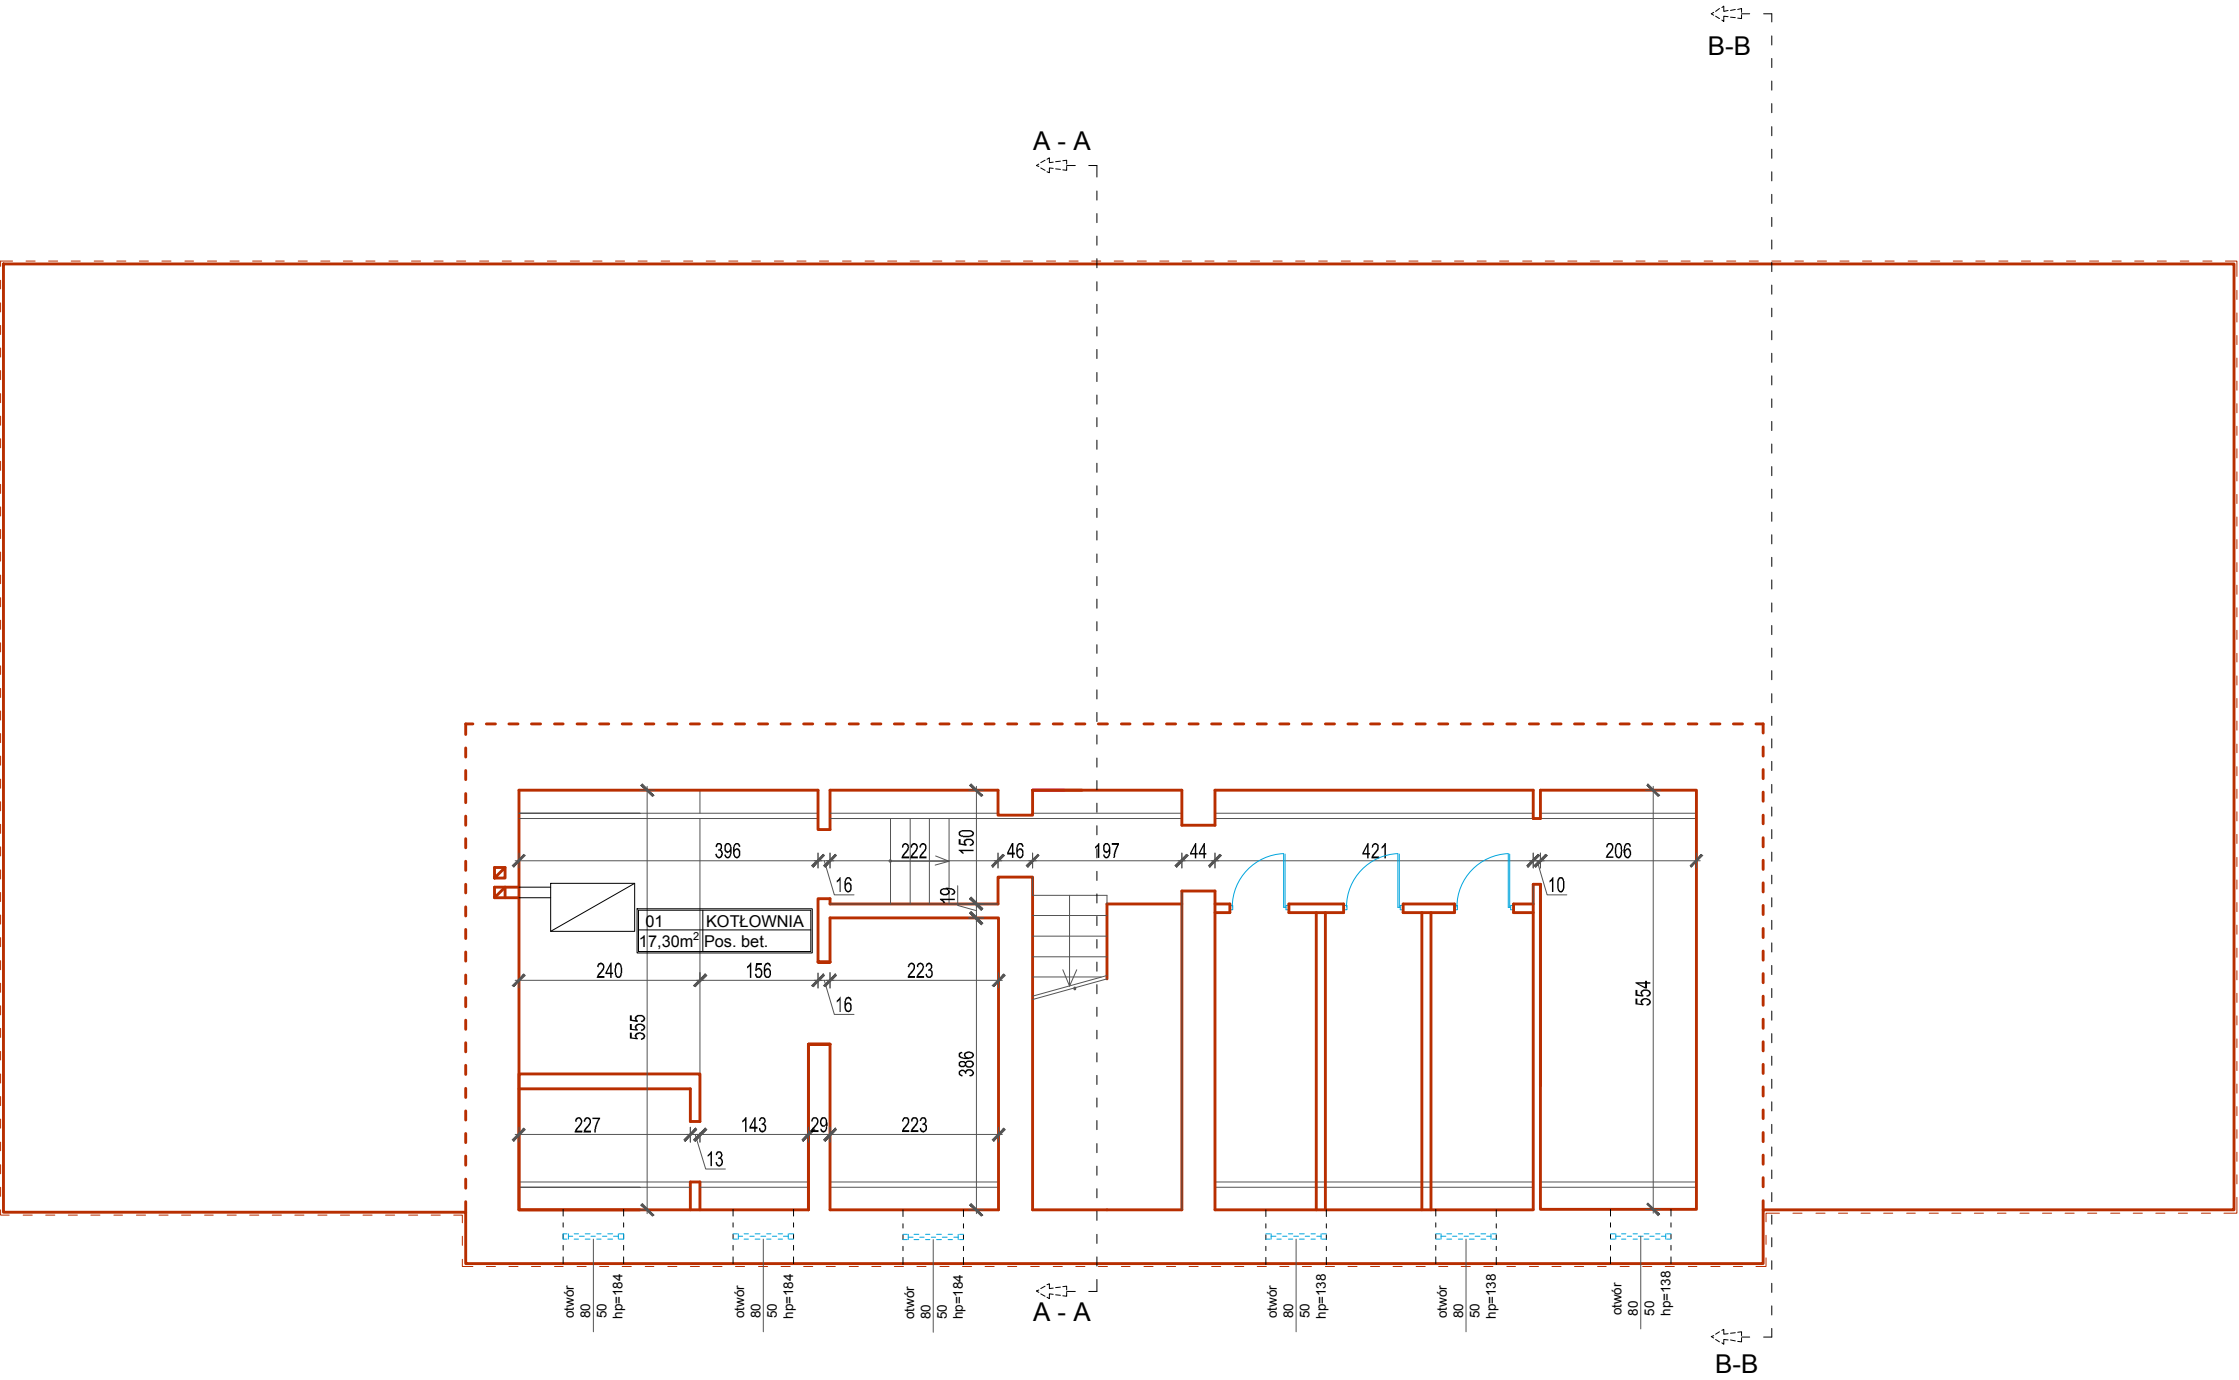 B-B
A - A
396
16
222
150
46
197
44
421
10
206
19
01 KOTŁOWNIA
17,30m² Pos. bet.
240
156
16
223
555
386
554
227
13
143
29
223
otwór
80
50
hp=184
otwór
80
50
hp=184
otwór
80
50
hp=184
otwór
80
50
hp=138
otwór
80
50
hp=138
otwór
80
50
hp=138
A - A
B-B